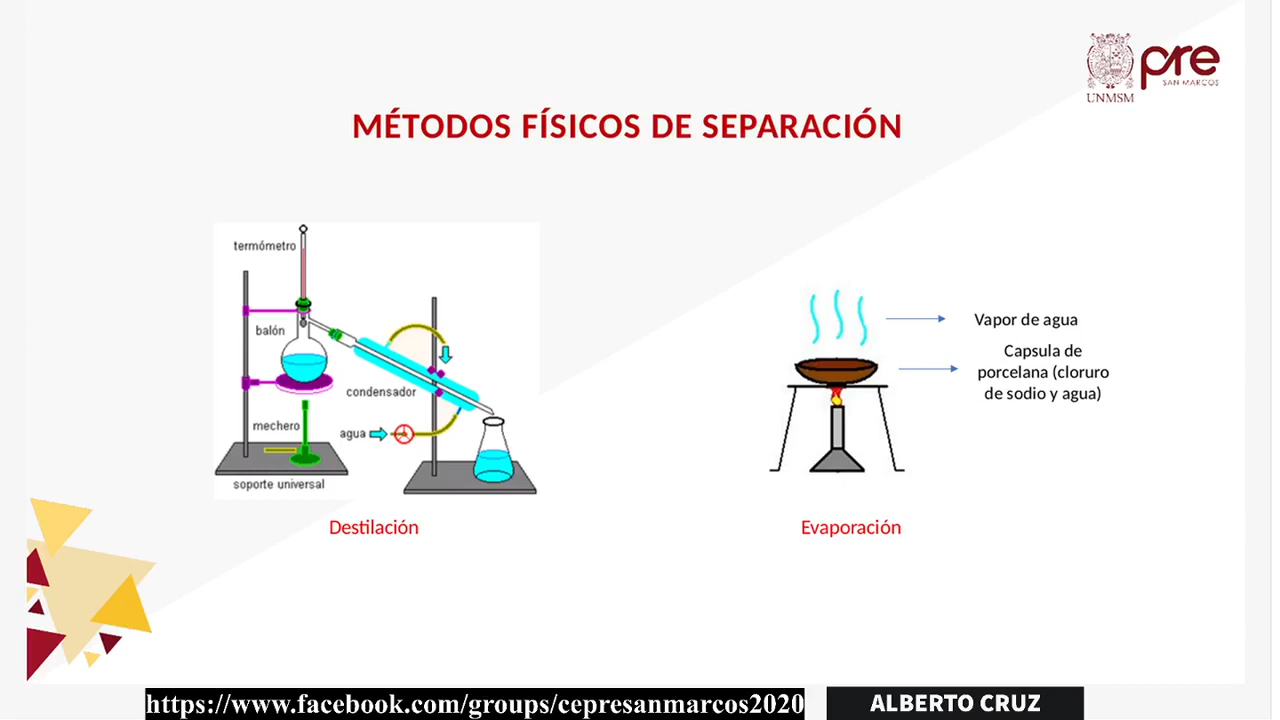 UNMSM
pre
SAN MARCOS
MÉTODOS FÍSICOS DE SEPARACIÓN
termómetro
balón
condensador
mechero
agua
soporte universal
Destilación
Vapor de agua
Capsula de
porcelana (cloruro
de sodio y agua)
Evaporación
https://www.facebook.com/groups/cepresanmarcos2020
ALBERTO CRUZ